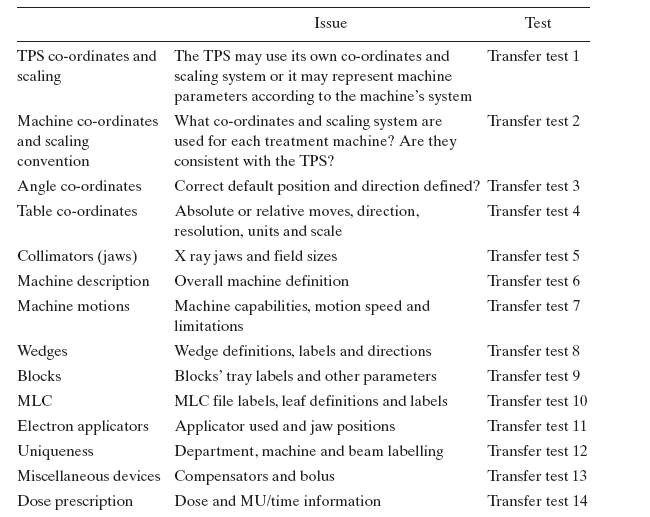 Issue Test
TPS co-ordinates and The TPS may use its own co-ordinates and Transfer test 1
scaling scaling system or it may represent machine
parameters according to the machine's system
Machine co-ordinates What co-ordinates and scaling system are Transfer test 2
and scaling used for each treatment machine? Are they
convention consistent with the TPS?
Angle co-ordinates Correct default position and direction defined? Transfer test 3
Table co-ordinates Absolute or relative moves, direction, Transfer test 4
resolution, units and scale
Collimators (jaws) X ray jaws and field sizes Transfer test 5
Machine description Overall machine definition Transfer test 6
Machine motions Machine capabilities, motion speed and Transfer test 7
limitations
Wedges Wedge definitions, labels and directions Transfer test 8
Blocks Blocks' tray labels and other parameters Transfer test 9
MLC MLC file labels, leaf definitions and labels Transfer test 10
Electron applicators Applicator used and jaw positions Transfer test 11
Uniqueness Department, machine and beam labelling Transfer test 12
Miscellaneous devices Compensators and bolus Transfer test 13
Dose prescription Dose and MU/time information Transfer test 14